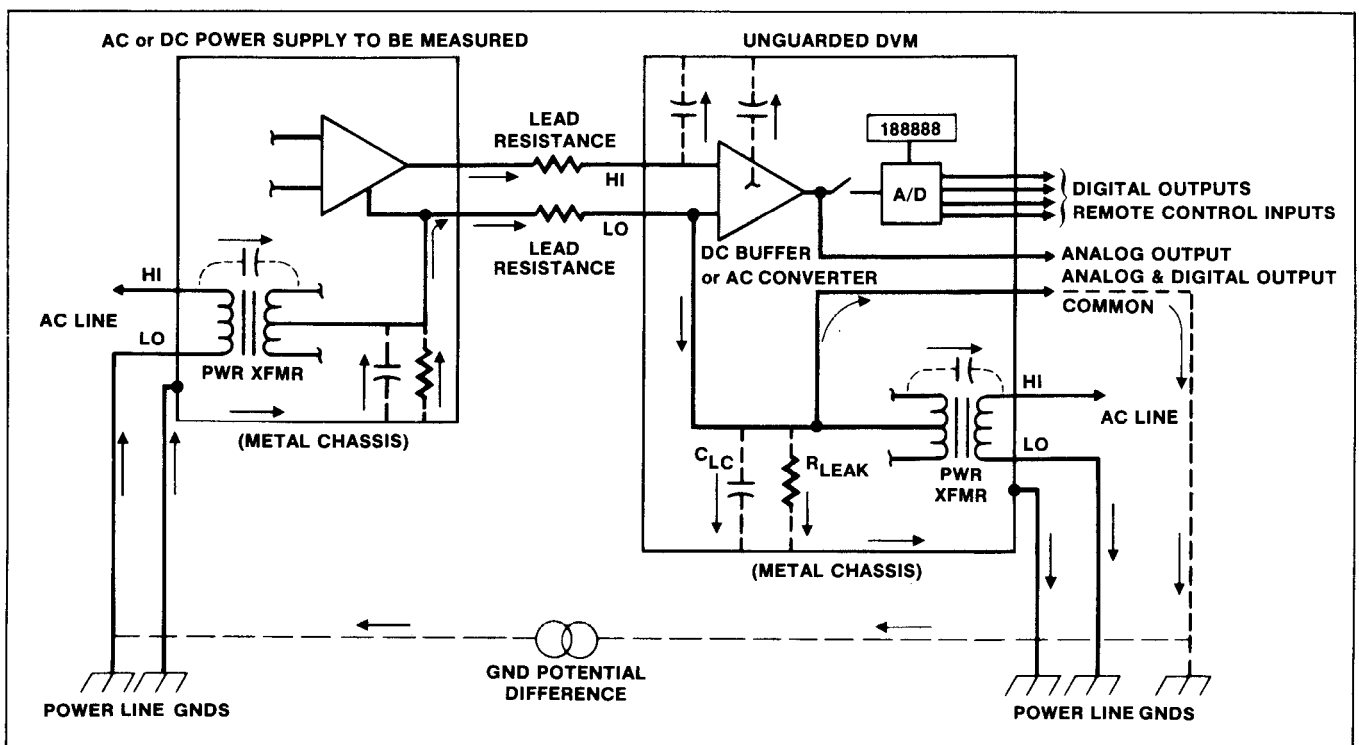 AC or DC POWER SUPPLY TO BE MEASURED
UNGUARDED DVM
LEAD
RESISTANCE
HI
LO
LEAD
RESISTANCE
188888
A/D
DIGITAL OUTPUTS
REMOTE CONTROL INPUTS
DC BUFFER
or AC CONVERTER
ANALOG OUTPUT
ANALOG & DIGITAL OUTPUT
COMMON
HI
AC LINE
LO
PWR XFMR
(METAL CHASSIS)
HI
AC LINE
LO
PWR
XFMR
CLC
RLEAK
(METAL CHASSIS)
GND POTENTIAL
DIFFERENCE
POWER LINE GNDS
POWER LINE GNDS